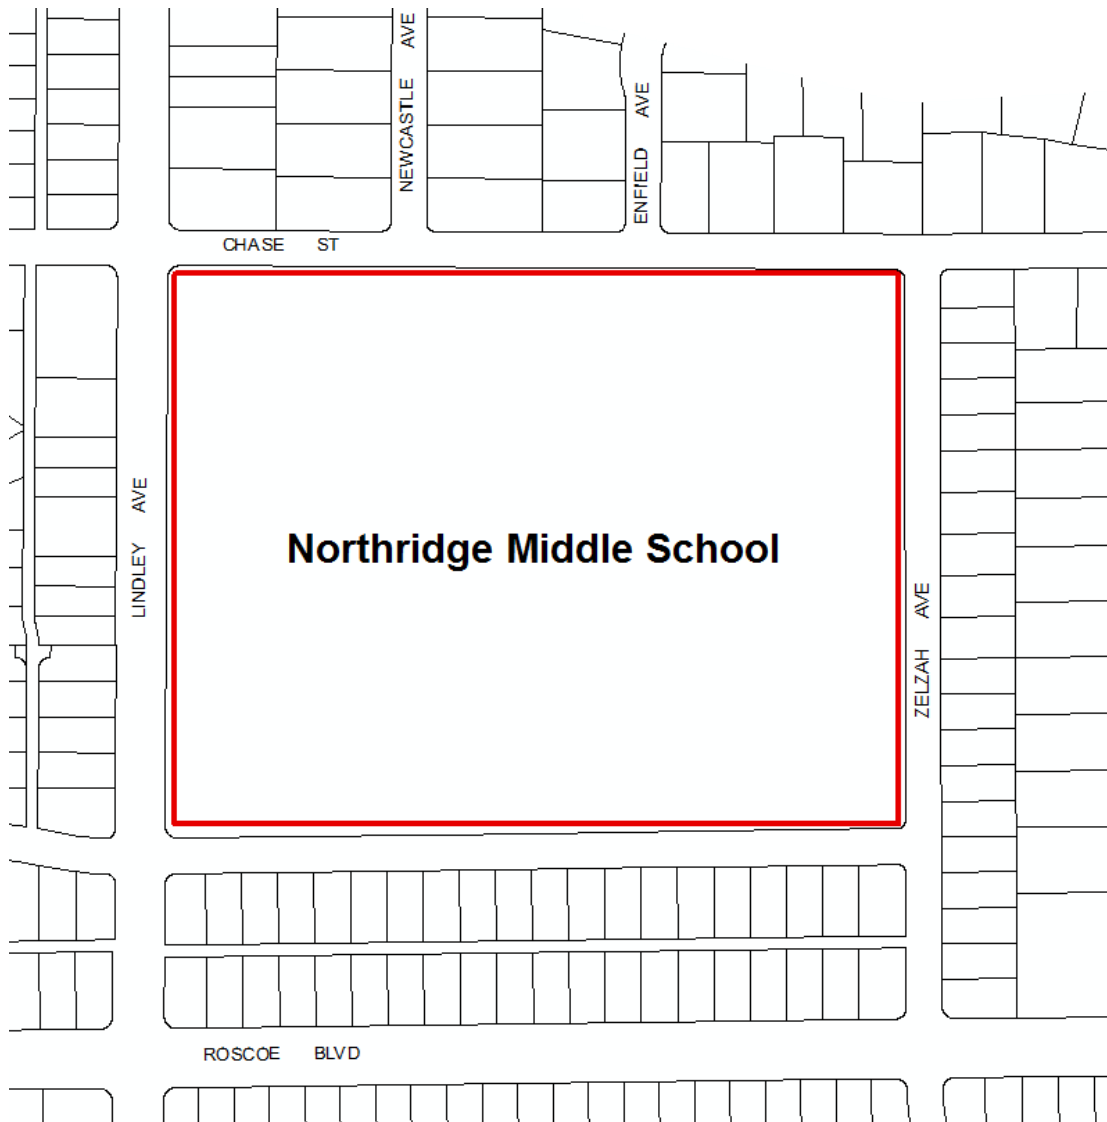 NEWCASTLE AVE
ENFIELD AVE
CHASE ST
LINDLEY AVE
Northridge Middle School
ZELZAH AVE
ROSCOE BLVD